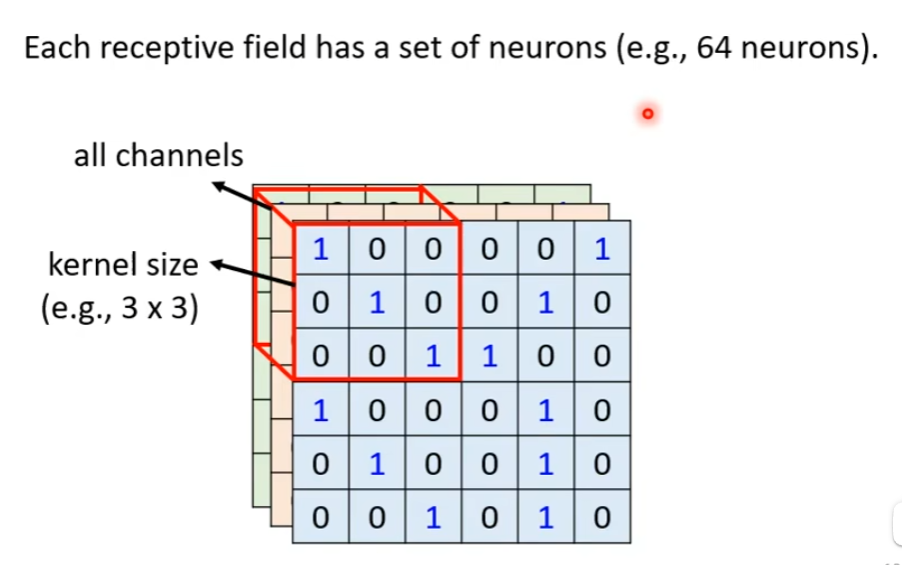 Each receptive field has a set of neurons (e.g., 64 neurons).
all channels
kernel size
(e.g., 3 x 3)
1 0 0 0 0 1
0 1 0 0 1 0
0 0 1 1 0 0
1 0 0 0 1 0
0 1 0 0 1 0
0 0 1 0 1 0